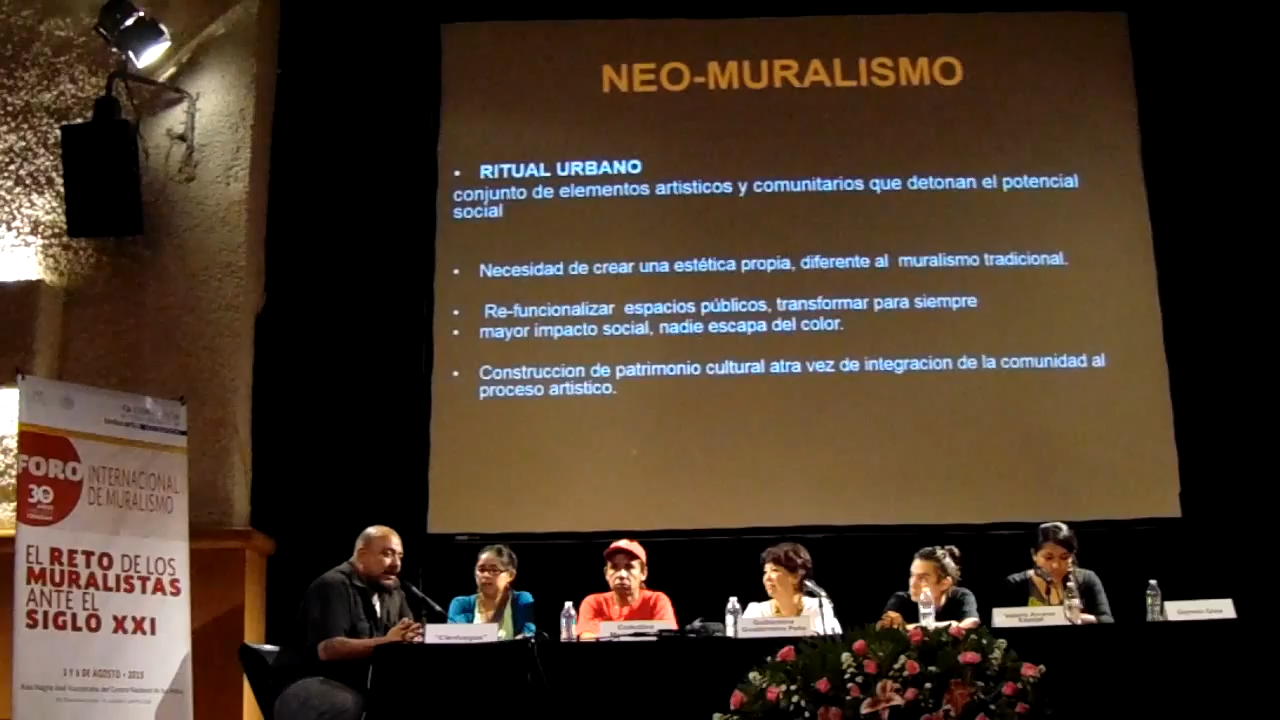 NEO-MURALISMO
• RITUAL URBANO
conjunto de elementos artisticos y comunitarios que detonan el potencial
social
• Necesidad de crear una estética propia, diferente al muralismo tradicional.
• Re-funcionalizar espacios públicos, transformar para siempre
• mayor impacto social, nadie escapa del color.
• Construccion de patrimonio cultural atra vez de integracion de la comunidad al
proceso artistico.
FORO
30
INTERNACIONAL
DE MURALISMO
EL RETO DE LOS
MURALISTAS
ANTE EL
SIGLO XXI
DE AGOSTO
"Cienfuegos"